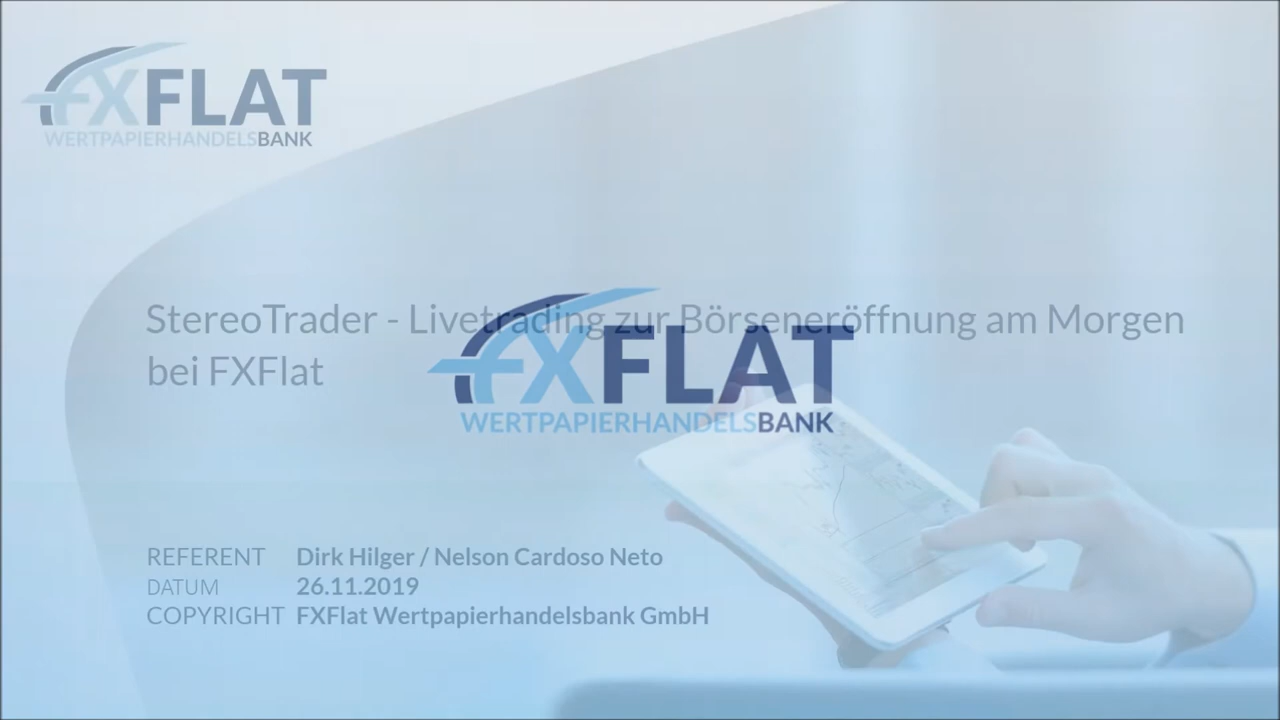 FXFLAT
WERTPAPIERHANDELSBANK
StereoTrader - Livetrading zur Börseneröffnung am Morgen
bei FXFlat
FXFLAT
WERTPAPIERHANDELSBANK
REFERENT Dirk Hilger / Nelson Cardoso Neto
DATUM 26.11.2019
COPYRIGHT FXFlat Wertpapierhandelsbank GmbH